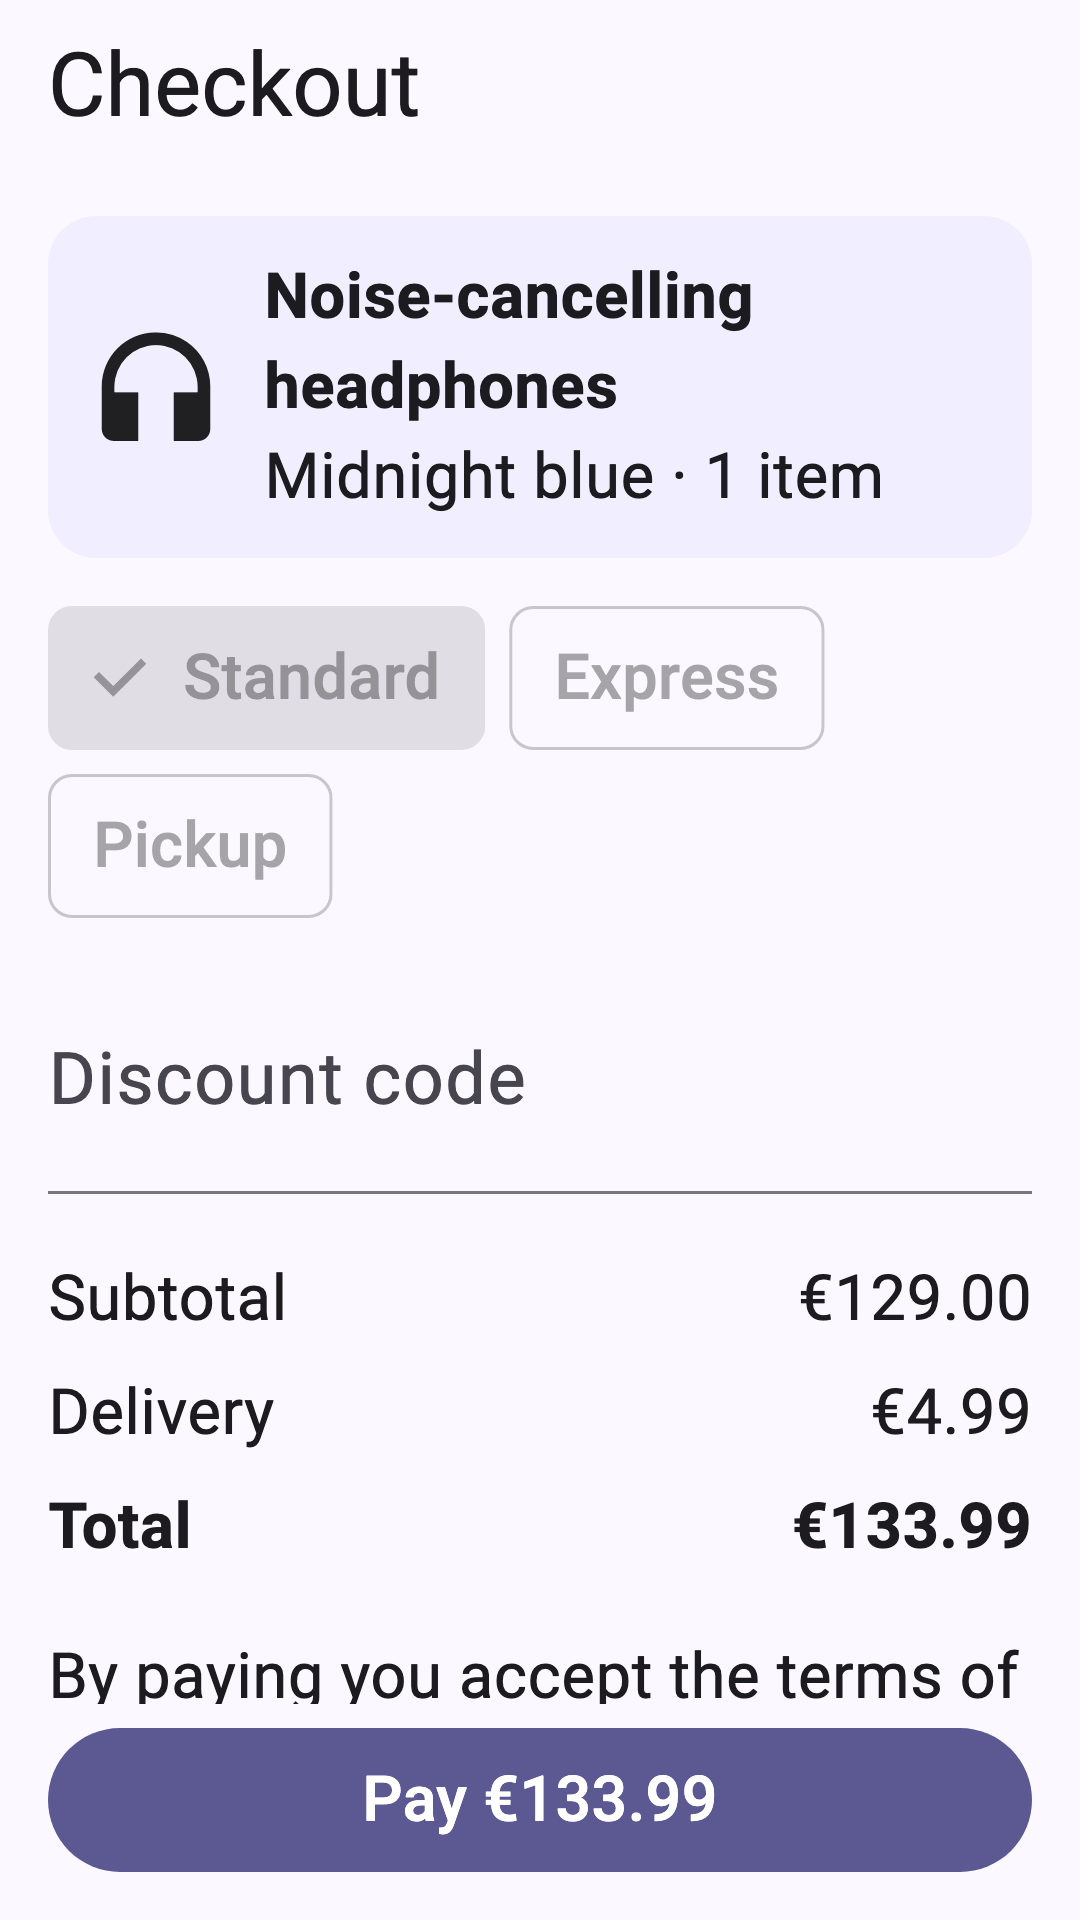 Checkout
Noise-cancelling
headphones
Midnight blue · 1 item
Standard
Express
Pickup
Discount code
Subtotal €129.00
Delivery €4.99
Total €133.99
By paying you accept the terms of
Pay €133.99